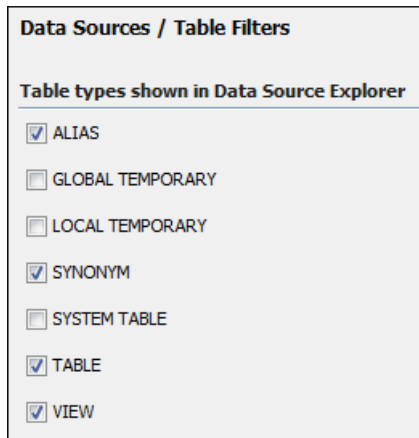 Data Sources / Table Filters
Table types shown in Data Source Explorer
ALIAS
GLOBAL TEMPORARY
LOCAL TEMPORARY
SYNONYM
SYSTEM TABLE
TABLE
VIEW